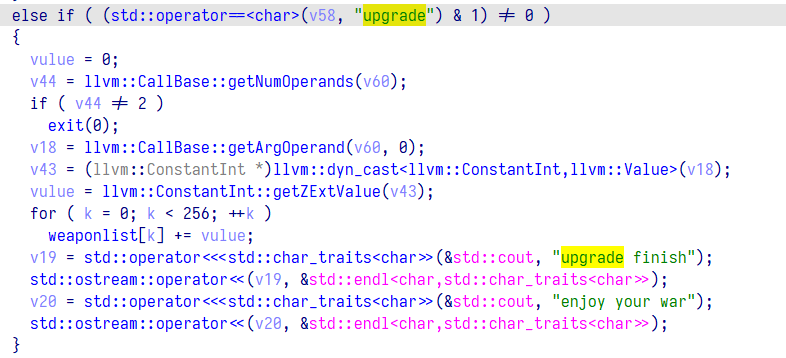 else if ( (std::operator==<char>(v58, "upgrade") & 1) != 0 )
{
vulue = 0;
v44 = llvm::CallBase::getNumOperands(v60);
if ( v44 != 2 )
exit(0);
v18 = llvm::CallBase::getArgOperand(v60, 0);
v43 = (llvm::ConstantInt *)llvm::dyn_cast<llvm::ConstantInt,llvm::Value>(v18);
vulue = llvm::ConstantInt::getZExtValue(v43);
for ( k = 0; k < 256; ++k )
weaponlist[k] += vulue;
v19 = std::operator<<<std::char_traits<char>>(&std::cout, "upgrade finish");
std::ostream::operator<<(v19, &std::endl<char,std::char_traits<char>>);
v20 = std::operator<<<std::char_traits<char>>(&std::cout, "enjoy your war");
std::ostream::operator<<(v20, &std::endl<char,std::char_traits<char>>);
}